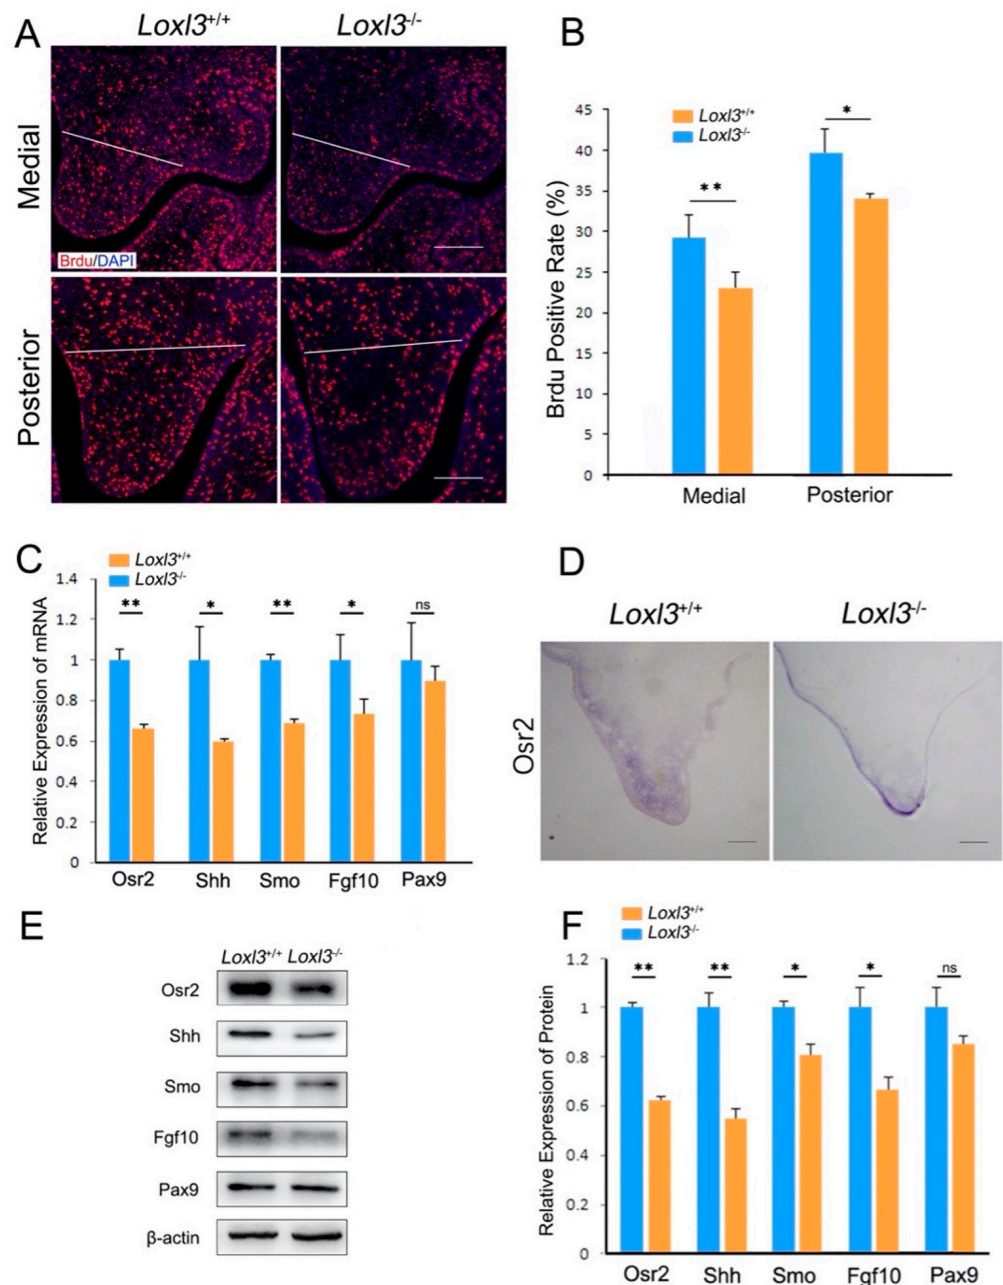 A
Loxl3+/+
Loxl3-/-
Medial
Brdu/DAPI
Posterior
B
Loxl3+/+
Loxl3-/-
Brdu Positive Rate (%)
45
40
35
30
25
20
15
10
5
0
**
*
Medial
Posterior
C
Loxl3+/+
Loxl3-/-
Relative Expression of mRNA
1.4
1.2
1
0.8
0.6
0.4
0.2
0
**
*
**
*
ns
Osr2
Shh
Smo
Fgf10
Pax9
D
Loxl3+/+
Loxl3-/-
Osr2
E
Loxl3+/+ Loxl3-/-
Osr2
Shh
Smo
Fgf10
Pax9
β-actin
F
Loxl3+/+
Loxl3-/-
Relative Expression of Protein
1.2
1
0.8
0.6
0.4
0.2
0
**
**
*
*
ns
Osr2
Shh
Smo
Fgf10
Pax9